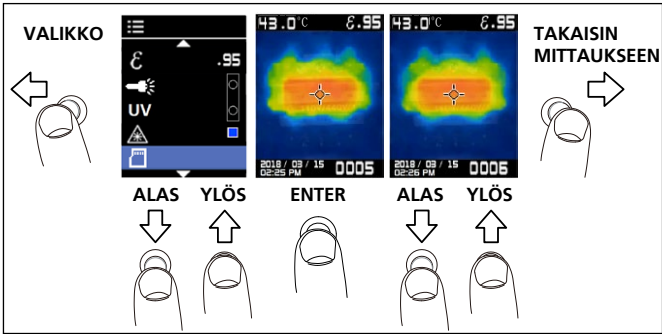 VALIKKO
ε .95
UV
43.0°C ε.95
2018 / 03 / 15
02:25 PM 0005
43.0°C ε.95
2018 / 03 / 15
02:26 PM 0006
TAKAISIN
MITTAUKSEEN
ALAS YLÖS ENTER ALAS YLÖS